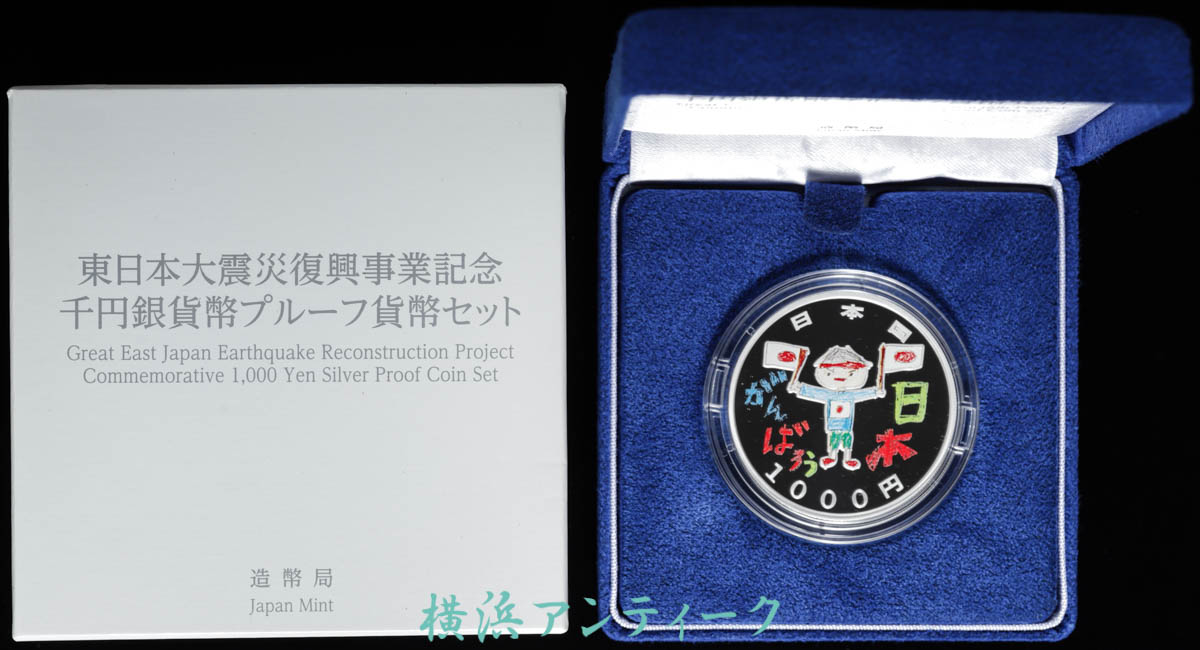 東日本大震災復興事業記念
千円銀貨幣プルーフ貨幣セット
Great East Japan Earthquake Reconstruction Project
Commemorative 1,000 Yen Silver Proof Coin Set
造幣局
Japan Mint
造幣局
日本国
がんばろう
日本
1000円
横浜アンティーク